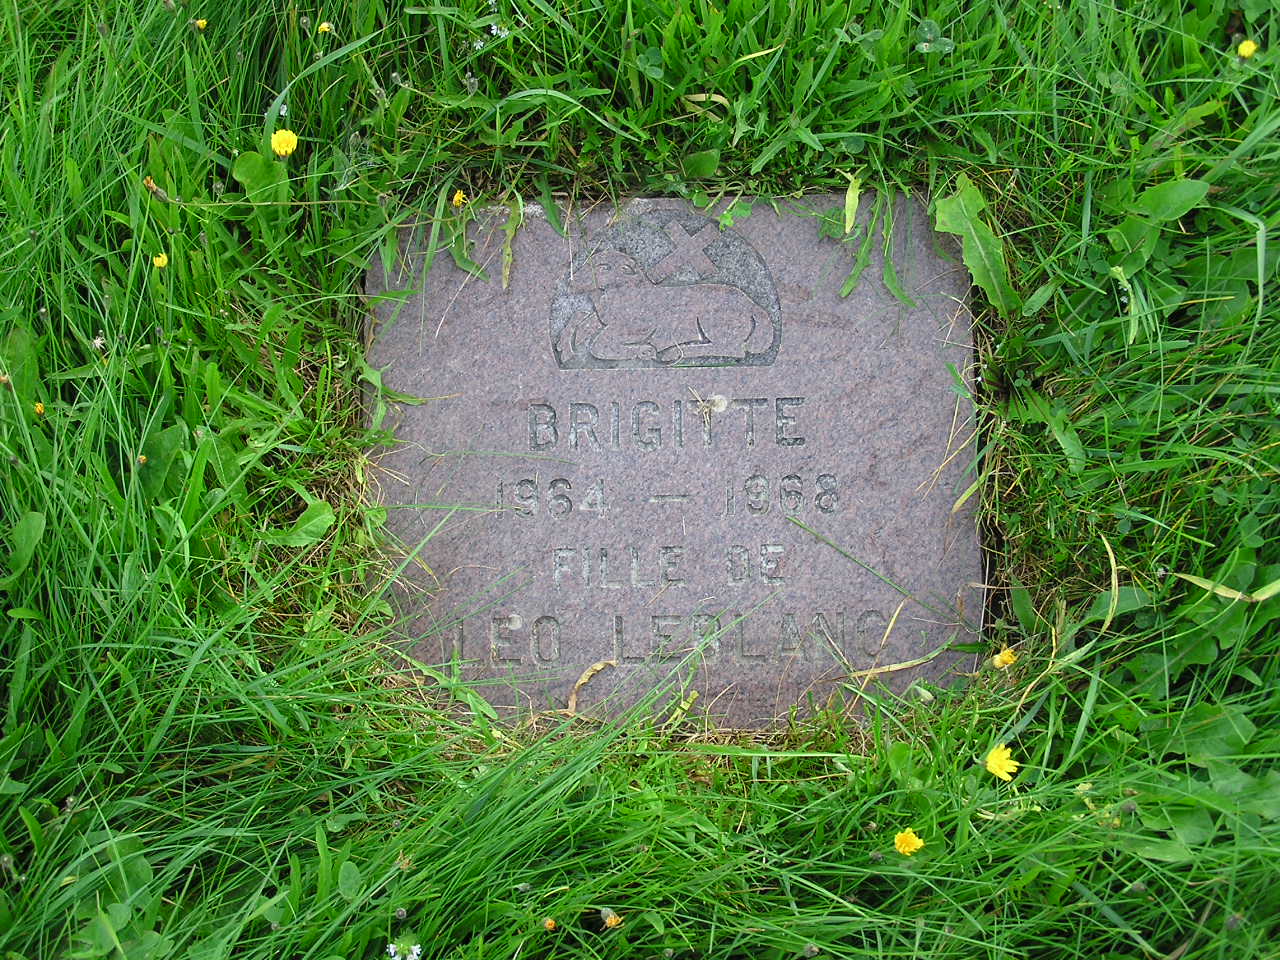 BRIGITTE
1964 — 1968
FILLE DE
LEO LEBLANC